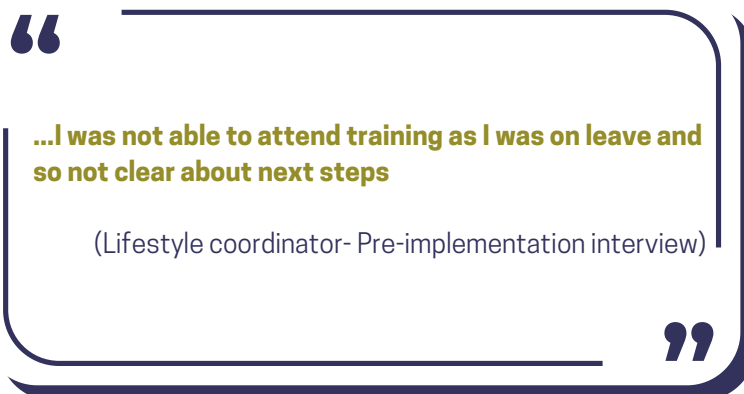 “
...I was not able to attend training as I was on leave and
so not clear about next steps
(Lifestyle coordinator- Pre-implementation interview)
”